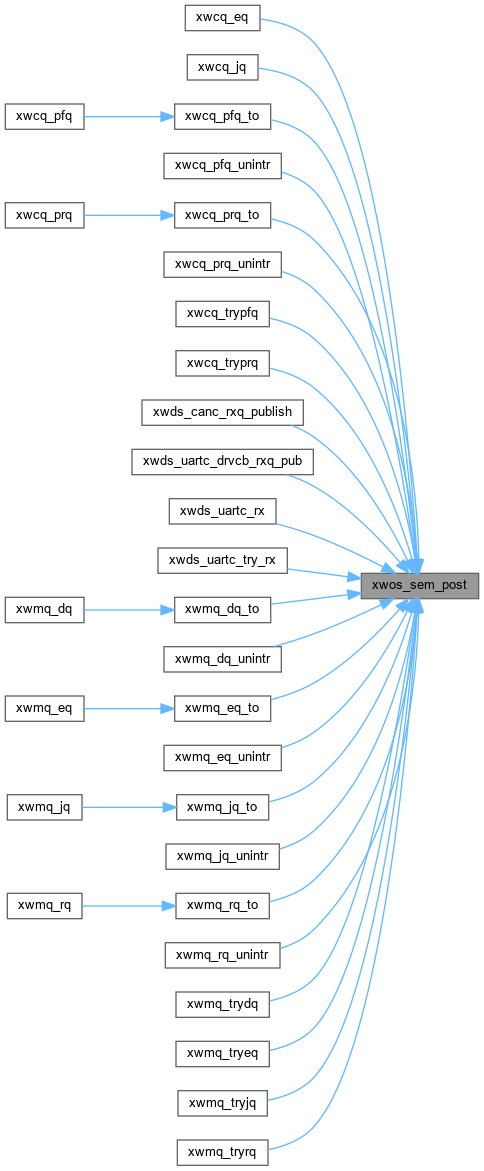 xwcq_eq
xwcq_jq
xwcq_pfq
xwcq_pfq_to
xwcq_pfq_unintr
xwcq_prq
xwcq_prq_to
xwcq_prq_unintr
xwcq_trypfq
xwcq_tryprq
xwds_canc_rxq_publish
xwds_uartc_drvcb_rxq_pub
xwds_uartc_rx
xwds_uartc_try_rx
xwos_sem_post
xwmq_dq
xwmq_dq_to
xwmq_dq_unintr
xwmq_eq
xwmq_eq_to
xwmq_eq_unintr
xwmq_jq
xwmq_jq_to
xwmq_jq_unintr
xwmq_rq
xwmq_rq_to
xwmq_rq_unintr
xwmq_trydq
xwmq_tryeq
xwmq_tryjq
xwmq_tryrq